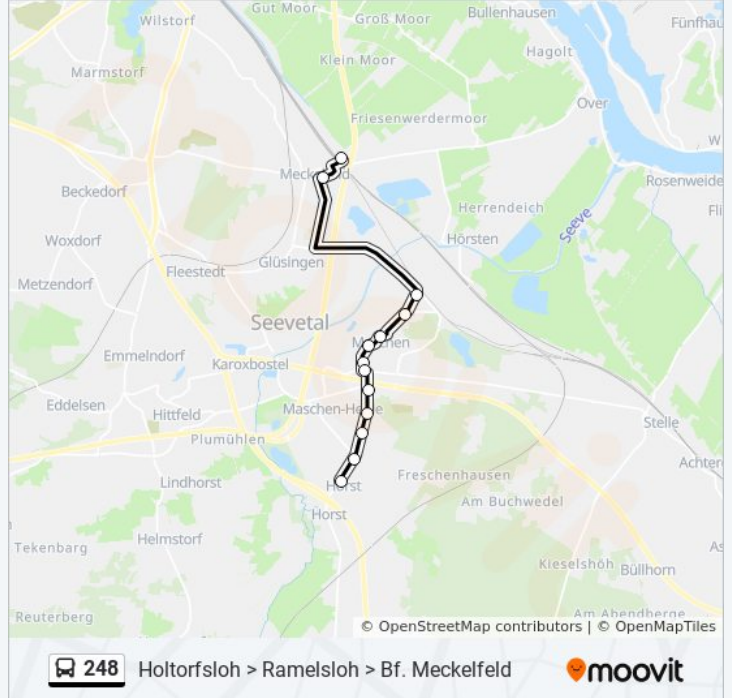 Gut Moor
Wilstorf
Groß Moor
Bullenhausen
Fünfhau
Klein Moor
Hagolt
Marmstorf
Over
Friesenwerdermoor
W
Rosenweide
Beckedorf
Herrendeich
Fli
Seeve
Woxdorf
Hörsten
Glüsingen
Fleestedt
Metzendorf
Seevetal
Emmelndorf
Karoxbostel
Eddelsen
Hittfeld
Maschen-Heide
Stelle
Plumühlen
Achter
Freschenhausen
Lindhorst
Horst
Am Buchwedel
Horst
Helmstorf
Tekenbarg
As
Kieselshöh
Büllhorn
Reuterberg
Am Abendberge
© OpenStreetMap contributors | © OpenMapTiles
248 Holtorfsloh > Ramelsloh > Bf. Meckelfeld moovit